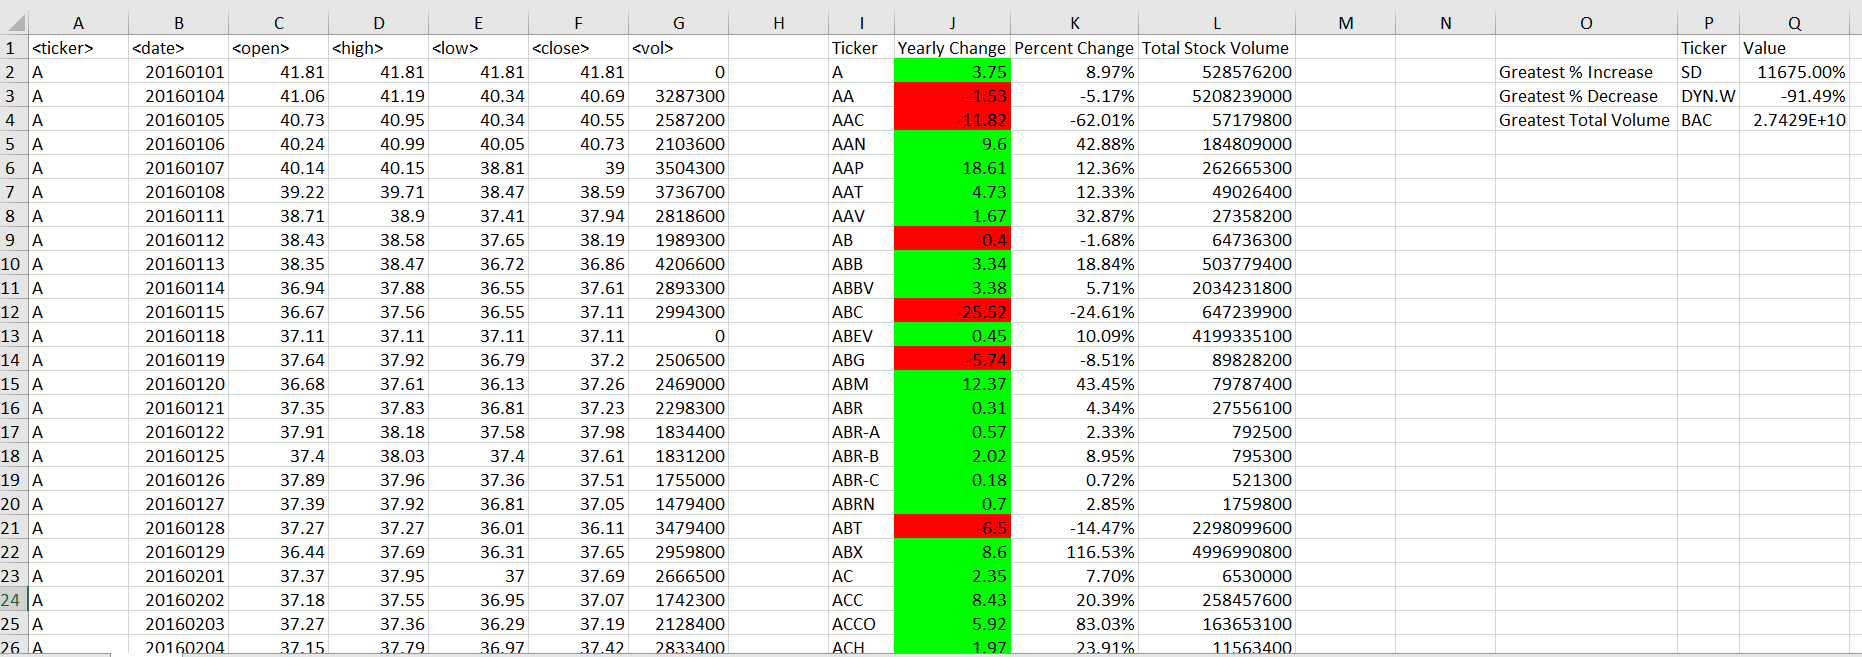 A B C D E F G H I J K L M N O P Q
1 <ticker> <date> <open> <high> <low> <close> <vol> Ticker Yearly Change Percent Change Total Stock Volume Ticker Value
2 A 20160101 41.81 41.81 41.81 41.81 0 A 3.75 8.97% 528576200 Greatest % Increase SD 11675.00%
3 A 20160104 41.06 41.19 40.34 40.69 3287300 AA -1.53 -5.17% 5208239000 Greatest % Decrease DYN.W -91.49%
4 A 20160105 40.73 40.95 40.34 40.55 2587200 AAC -11.82 -62.01% 57179800 Greatest Total Volume BAC 2.7429E+10
5 A 20160106 40.24 40.99 40.05 40.73 2103600 AAN 9.6 42.88% 184809000
6 A 20160107 40.14 40.15 38.81 39 3504300 AAP 18.61 12.36% 262665300
7 A 20160108 39.22 39.71 38.47 38.59 3736700 AAT 4.73 12.33% 49026400
8 A 20160111 38.71 38.9 37.41 37.94 2818600 AAV 1.67 32.87% 27358200
9 A 20160112 38.43 38.58 37.65 38.19 1989300 AB -0.4 -1.68% 64736300
10 A 20160113 38.35 38.47 36.72 36.86 4206600 ABB 3.34 18.84% 503779400
11 A 20160114 36.94 37.88 36.55 37.61 2893300 ABBV 3.38 5.71% 2034231800
12 A 20160115 36.67 37.56 36.55 37.11 2994300 ABC -25.52 -24.61% 647239900
13 A 20160118 37.11 37.11 37.11 37.11 0 ABEV 0.45 10.09% 4199335100
14 A 20160119 37.64 37.92 36.79 37.2 2506500 ABG -5.74 -8.51% 89828200
15 A 20160120 36.68 37.61 36.13 37.26 2469000 ABM 12.37 43.45% 79787400
16 A 20160121 37.35 37.83 36.81 37.23 2298300 ABR 0.31 4.34% 27556100
17 A 20160122 37.91 38.18 37.58 37.98 1834400 ABR-A 0.57 2.33% 792500
18 A 20160125 37.4 38.03 37.4 37.61 1831200 ABR-B 2.02 8.95% 795300
19 A 20160126 37.89 37.96 37.36 37.51 1755000 ABR-C 0.18 0.72% 521300
20 A 20160127 37.39 37.92 36.81 37.05 1479400 ABRN 0.7 2.85% 1759800
21 A 20160128 37.27 37.27 36.01 36.11 3479400 ABT -6.5 -14.47% 2298099600
22 A 20160129 36.44 37.69 36.31 37.65 2959800 ABX 8.6 116.53% 4996990800
23 A 20160201 37.37 37.95 37 37.69 2666500 AC 2.35 7.70% 6530000
24 A 20160202 37.18 37.55 36.95 37.07 1742300 ACC 8.43 20.39% 258457600
25 A 20160203 37.27 37.36 36.29 37.19 2128400 ACCO 5.92 83.03% 163653100
26 A 20160204 37.15 37.79 36.97 37.42 2833400 ACH 1.97 23.91% 11563400